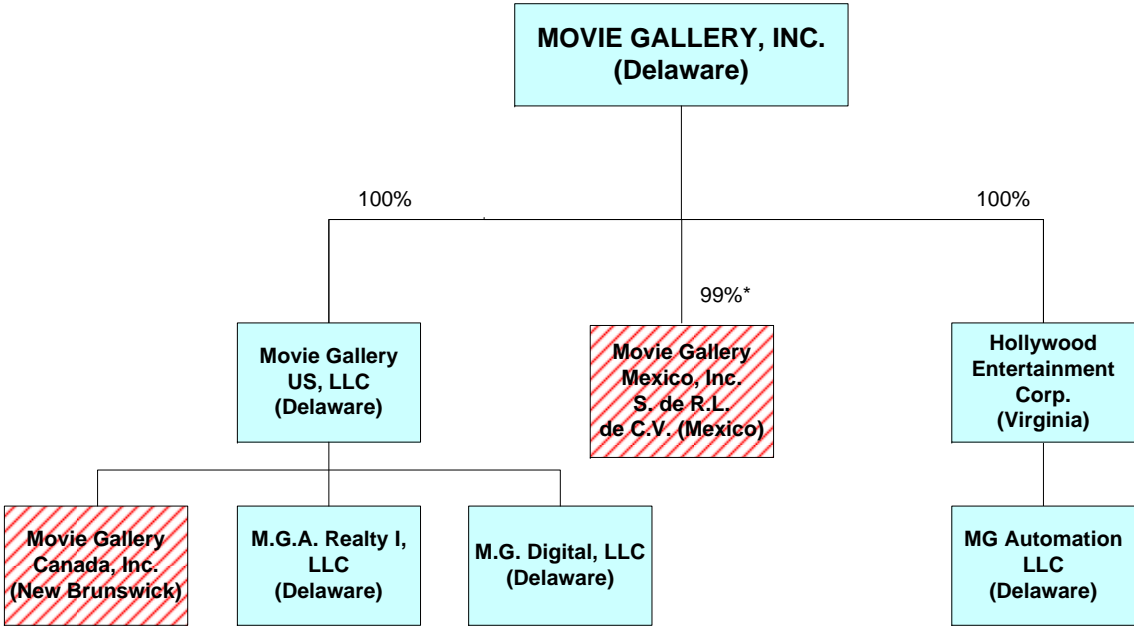 MOVIE GALLERY, INC.
(Delaware)
100%
100%
99%*
Movie Gallery
US, LLC
(Delaware)
Movie Gallery
Mexico, Inc.
S. de R.L.
de C.V. (Mexico)
Hollywood
Entertainment
Corp.
(Virginia)
Movie Gallery
Canada, Inc.
(New Brunswick)
M.G.A. Realty I,
LLC
(Delaware)
M.G. Digital, LLC
(Delaware)
MG Automation
LLC
(Delaware)